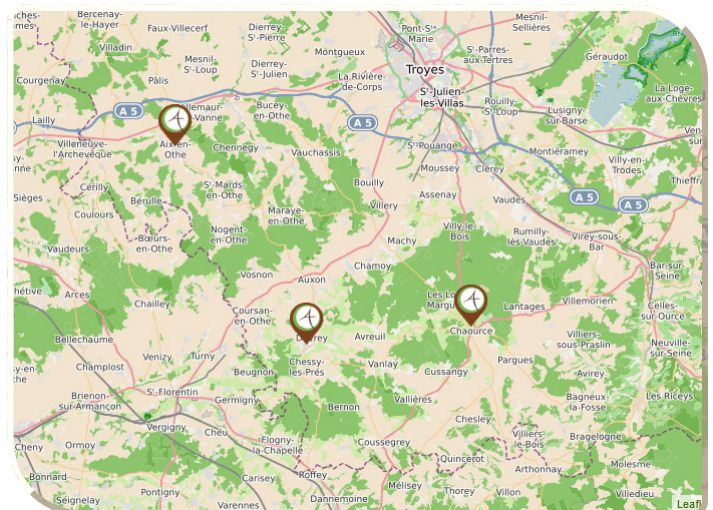 Bercenay-
le-Hayer
Faux-Villecerf
Dierrey-
St-Pierre
Pont-Ste-
Marie
Mesnil-
Sellières
Villadin
Mesnil-
St-Loup
Dierrey-
St-Julien
Montgueux
St-Parres-
aux-Tertres
Géraudot
Courgenay
Pâlis
La Rivière-
de-Corps
Troyes
La Loge-
aux-Chèvres
St-Julien-
les-Villas
Rouilly-
St-Loup
Lusigny-
sur-Barse
A 5
Bucey-
en-Othe
A 5
Lailly
Villeneuve-
l'Archevêque
Aix-en-
Othe
Chennegy
Vauchassy
St-Pouange
Montiéramey
Moussey
Clérey
Villy-en-
Trodes
Cérilly
St-Mards-
en-Othe
Bouilly
Assenay
A 5
A 5
Sièges
Bérulle
Coulours
Maraye-
en-Othe
Villery
Vaudes
Nogent-
en-Othe
Villy-le-
Bois
Rumilly-
lès-Vaudes
Virey-sous-
Bar
Bœurs-
en-Othe
Machy
Vaudeurs
Vosnon
Auxon
Chamoy
Bar-sur-
Seine
Arces
Chailley
Coursan-
en-Othe
Lantages
Villemorien
Celles-
sur-Ource
Bellechaume
Avreuil
Chaource
Villiers-
sous-Praslin
Neuville-
sur-Seine
Venizy
Turny
Champlost
Beugnon
Chessy-
les-Prés
Vanlay
Cussangy
Pargues
Avirey
Brienon-
sur-Armançon
St-Florentin
Germigny
Bernon
Vallières
Bagneux-
la-Fosse
Les Riceys
Vergigny
Chéu
Chesley
Cheny
Ormoy
Flogny-
la-Chapelle
Coussegrey
Villiers-
le-Bois
Bragelogne
Quincerot
Arthonnay
Molesme
Bonnard
Carisey
Roffey
Mélisey
Thorey
Villon
Villedieu
Seignelay
Pontigny
Varennes
Dannemoine
Leafl